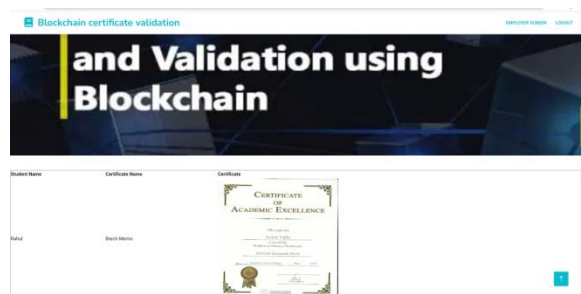 Blockchain certificate validation
EMPLOYER SCREEN LOGOUT
and Validation using
Blockchain
Student Name Certificate Name Certificate
CERTIFICATE
OF
ACADEMIC EXCELLENCE
Rahul Btech Memo